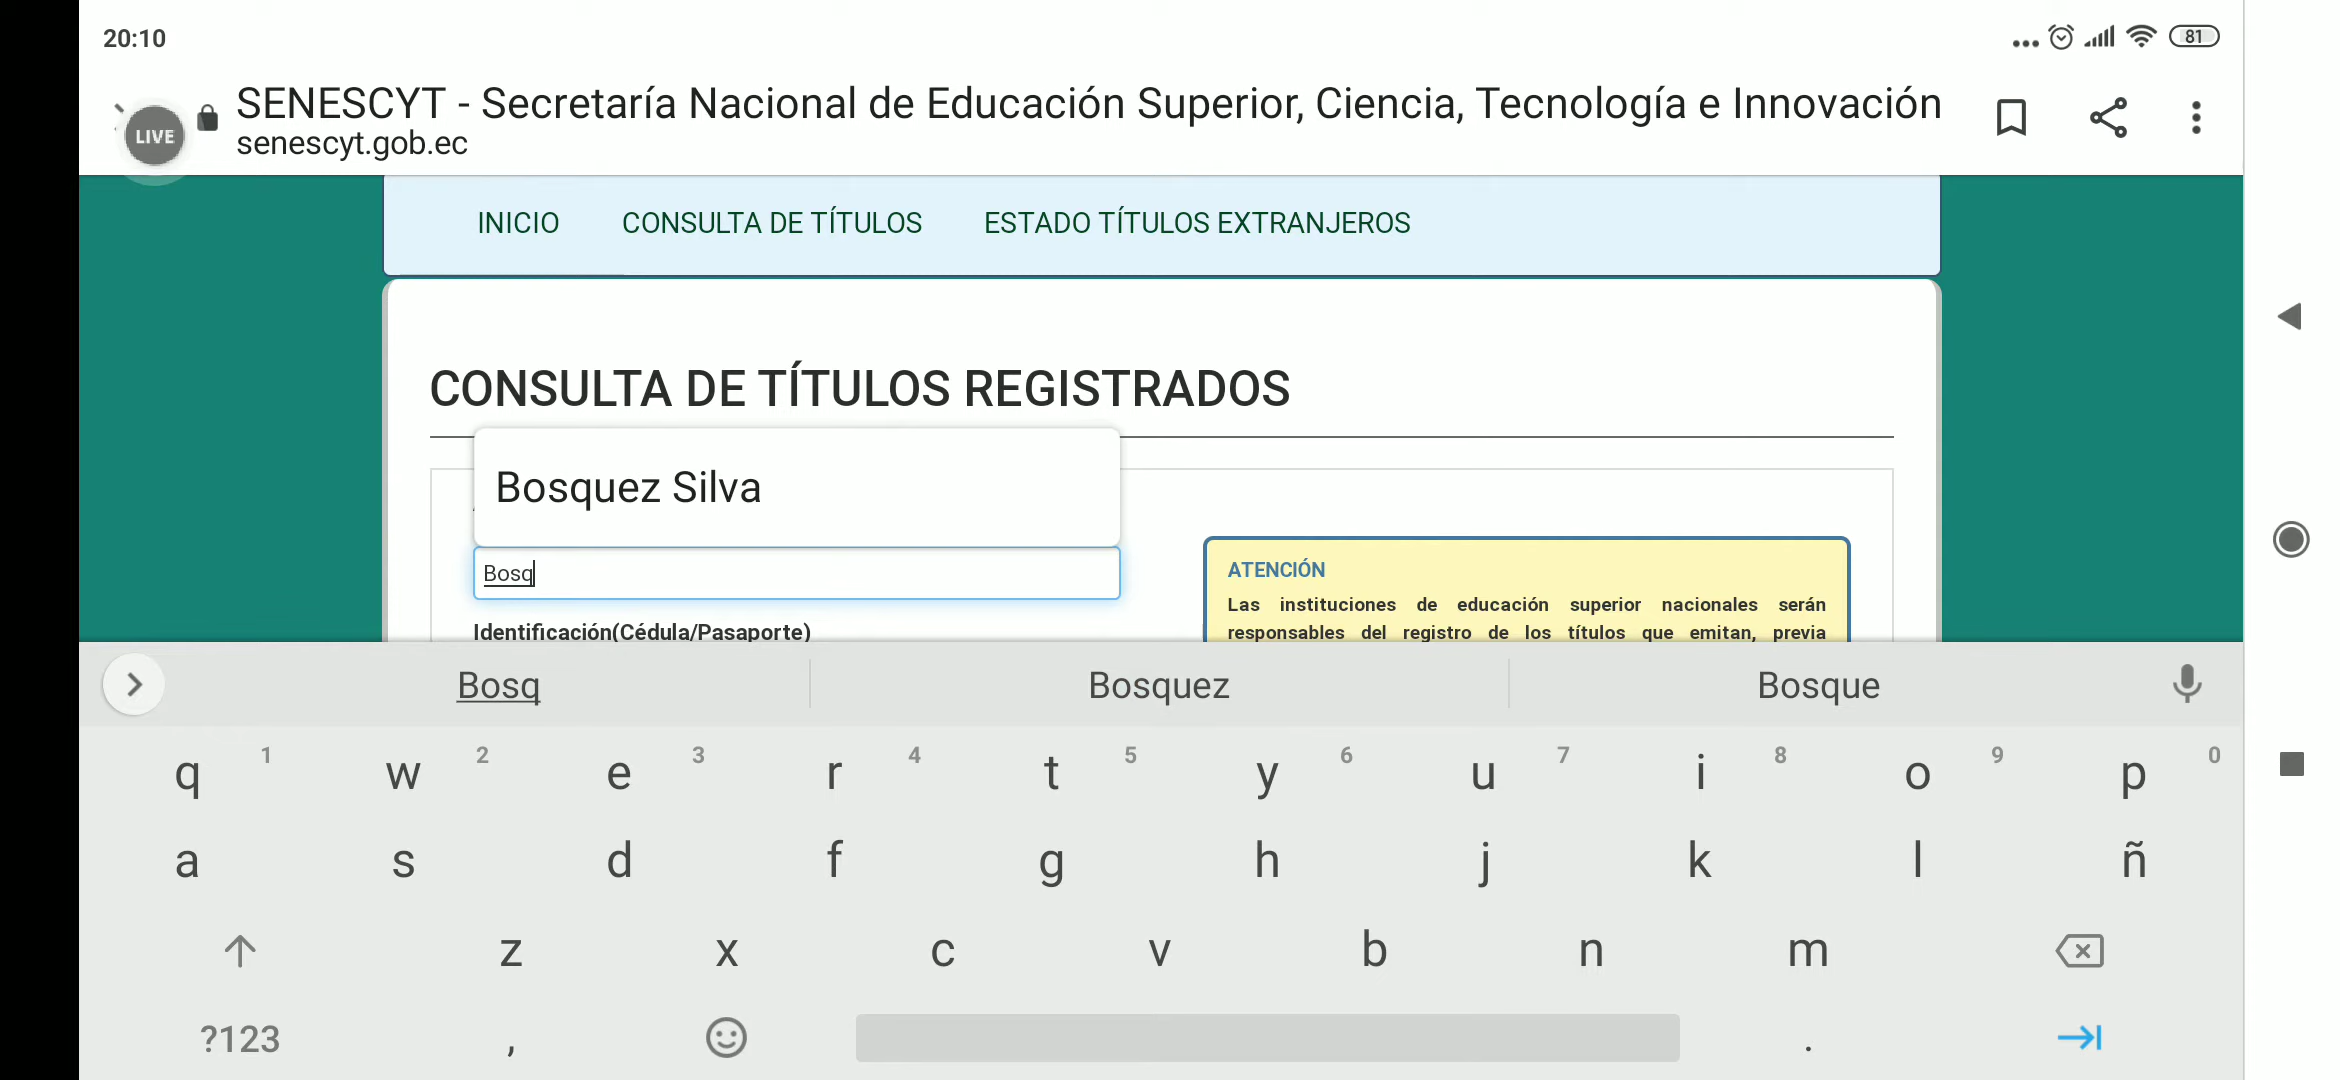 20:10
81
LIVE
SENESCYT - Secretaría Nacional de Educación Superior, Ciencia, Tecnología e Innovación
senescyt.gob.ec
INICIO CONSULTA DE TÍTULOS ESTADO TÍTULOS EXTRANJEROS
CONSULTA DE TÍTULOS REGISTRADOS
Bosquez Silva
Bosq
Identificación(Cédula/Pasaporte)
ATENCIÓN
Las instituciones de educación superior nacionales serán
responsables del registro de los títulos que emitan, previa
Bosq Bosquez Bosque
q 1 w 2 e 3 r 4 t 5 y 6 u 7 i 8 o 9 p 0
a s d f g h j k l ñ
z x c v b n m
?123 , .